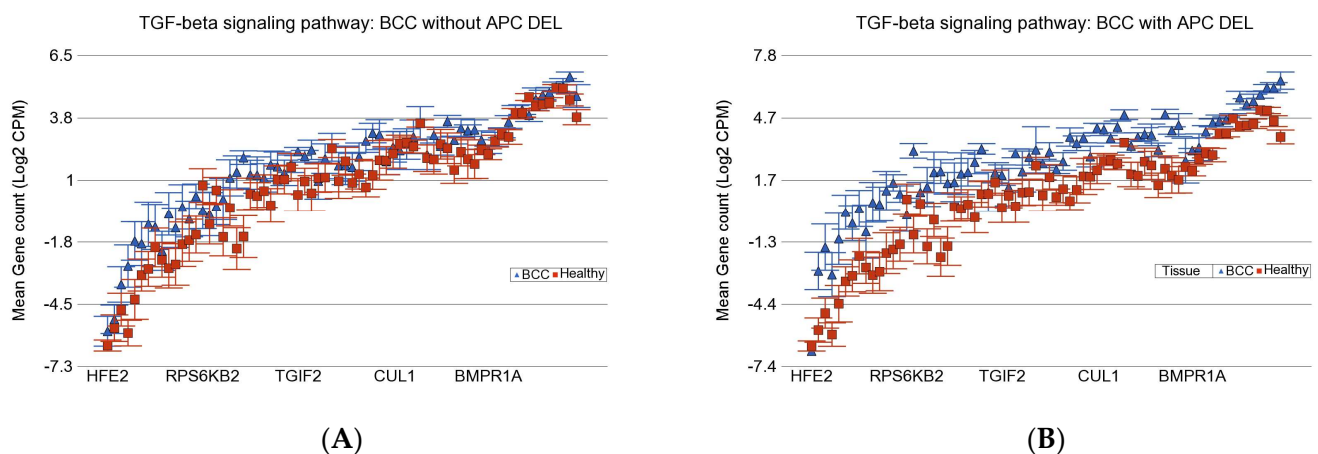 TGF-beta signaling pathway: BCC without APC DEL
6.5
3.8
1
-1.8
-4.5
-7.3
Mean Gene count (Log2 CPM)
BCC Healthy
HFE2 RPS6KB2 TGIF2 CUL1 BMPR1A
(A)
TGF-beta signaling pathway: BCC with APC DEL
7.8
4.7
1.7
-1.3
-4.4
-7.4
Mean Gene count (Log2 CPM)
Tissue BCC Healthy
HFE2 RPS6KB2 TGIF2 CUL1 BMPR1A
(B)